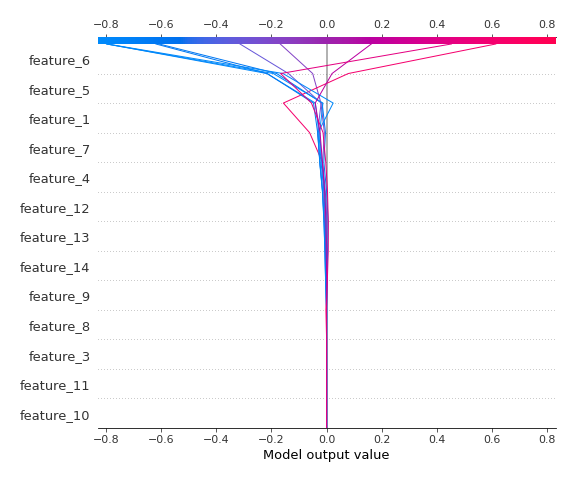 −0.8 −0.6 −0.4 −0.2 0.0 0.2 0.4 0.6 0.8
feature_6
feature_5
feature_1
feature_7
feature_4
feature_12
feature_13
feature_14
feature_9
feature_8
feature_3
feature_11
feature_10
−0.8 −0.6 −0.4 −0.2 0.0 0.2 0.4 0.6 0.8
Model output value